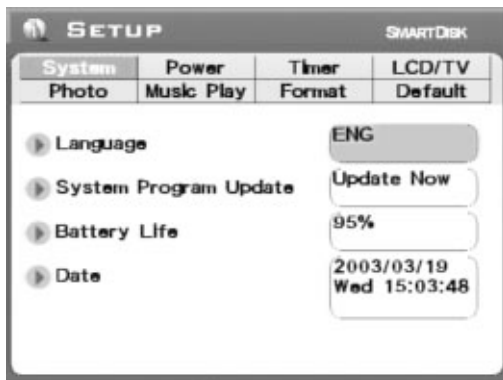 SETUP SMARTDISK
System Power Timer LCD/TV
Photo Music Play Format Default
Language ENG
System Program Update Update Now
Battery Life 95%
Date 2003/03/19
Wed 15:03:48